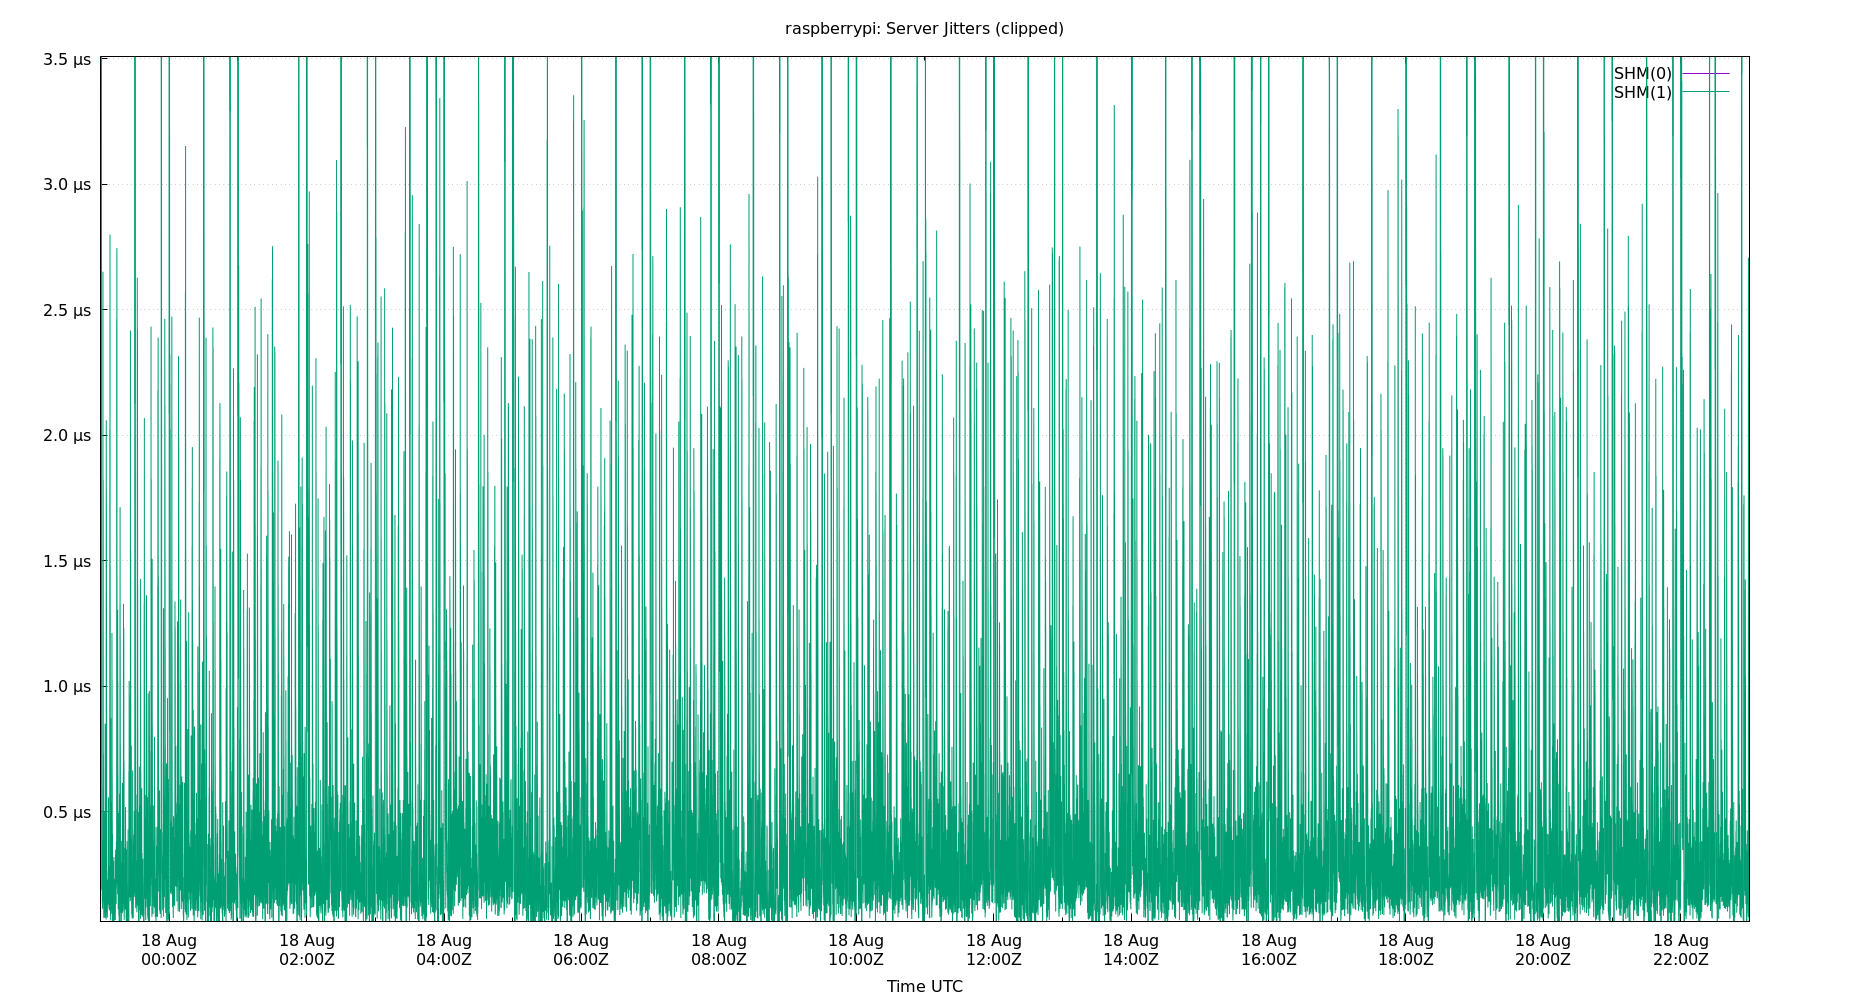 raspberrypi: Server Jitters (clipped)
3.5 µs
3.0 µs
2.5 µs
2.0 µs
1.5 µs
1.0 µs
0.5 µs
SHM(0)
SHM(1)
18 Aug 18 Aug 18 Aug 18 Aug 18 Aug 18 Aug 18 Aug 18 Aug 18 Aug 18 Aug 18 Aug 18 Aug
00:00Z 02:00Z 04:00Z 06:00Z 08:00Z 10:00Z 12:00Z 14:00Z 16:00Z 18:00Z 20:00Z 22:00Z
Time UTC